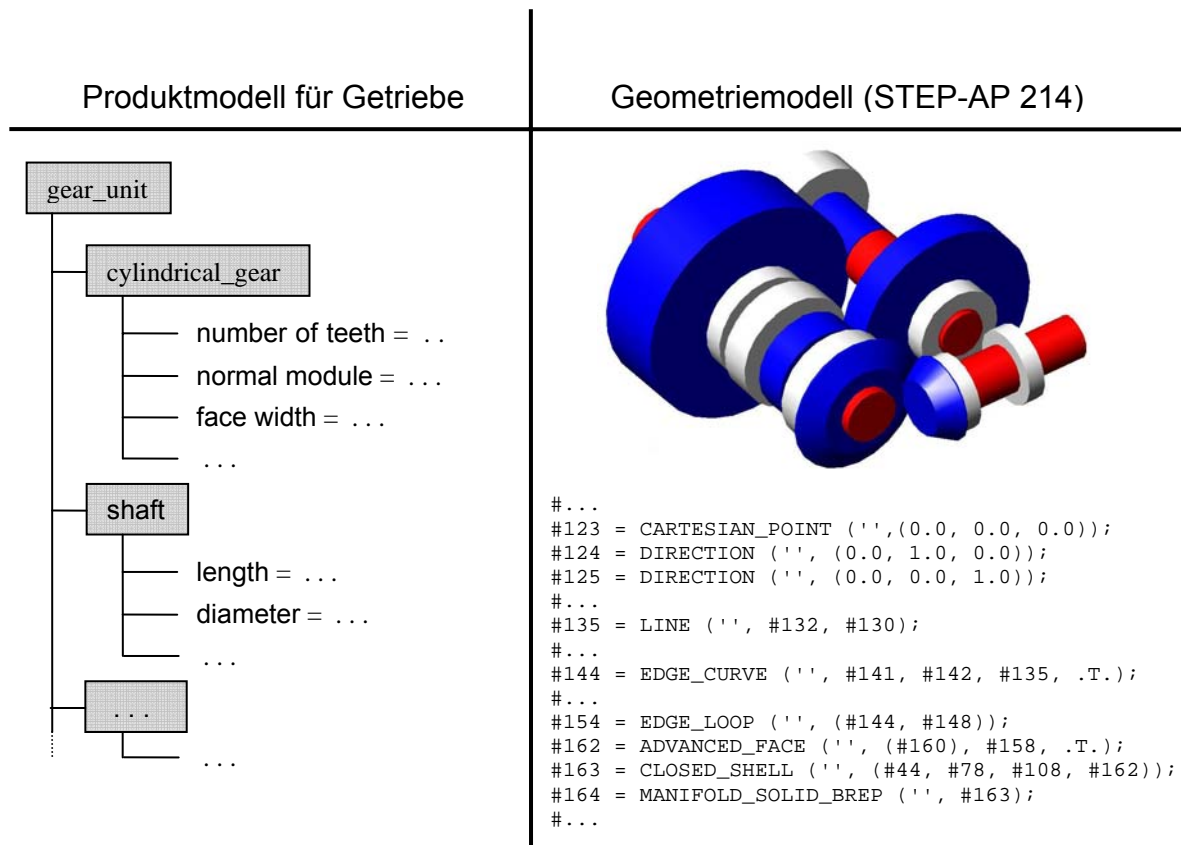 Produktmodell für Getriebe
gear_unit
cylindrical_gear
number of teeth = . .
normal module = . . .
face width = . . .
. . .
shaft
length = . . .
diameter = . . .
. . .
. . .
. . .
Geometriemodell (STEP-AP 214)
#...
#123 = CARTESIAN_POINT ('',(0.0, 0.0, 0.0));
#124 = DIRECTION ('', (0.0, 1.0, 0.0));
#125 = DIRECTION ('', (0.0, 0.0, 1.0));
#...
#135 = LINE ('', #132, #130);
#...
#144 = EDGE_CURVE ('', #141, #142, #135, .T.);
#...
#154 = EDGE_LOOP ('', (#144, #148));
#162 = ADVANCED_FACE ('', (#160), #158, .T.);
#163 = CLOSED_SHELL ('', (#44, #78, #108, #162));
#164 = MANIFOLD_SOLID_BREP ('', #163);
#...